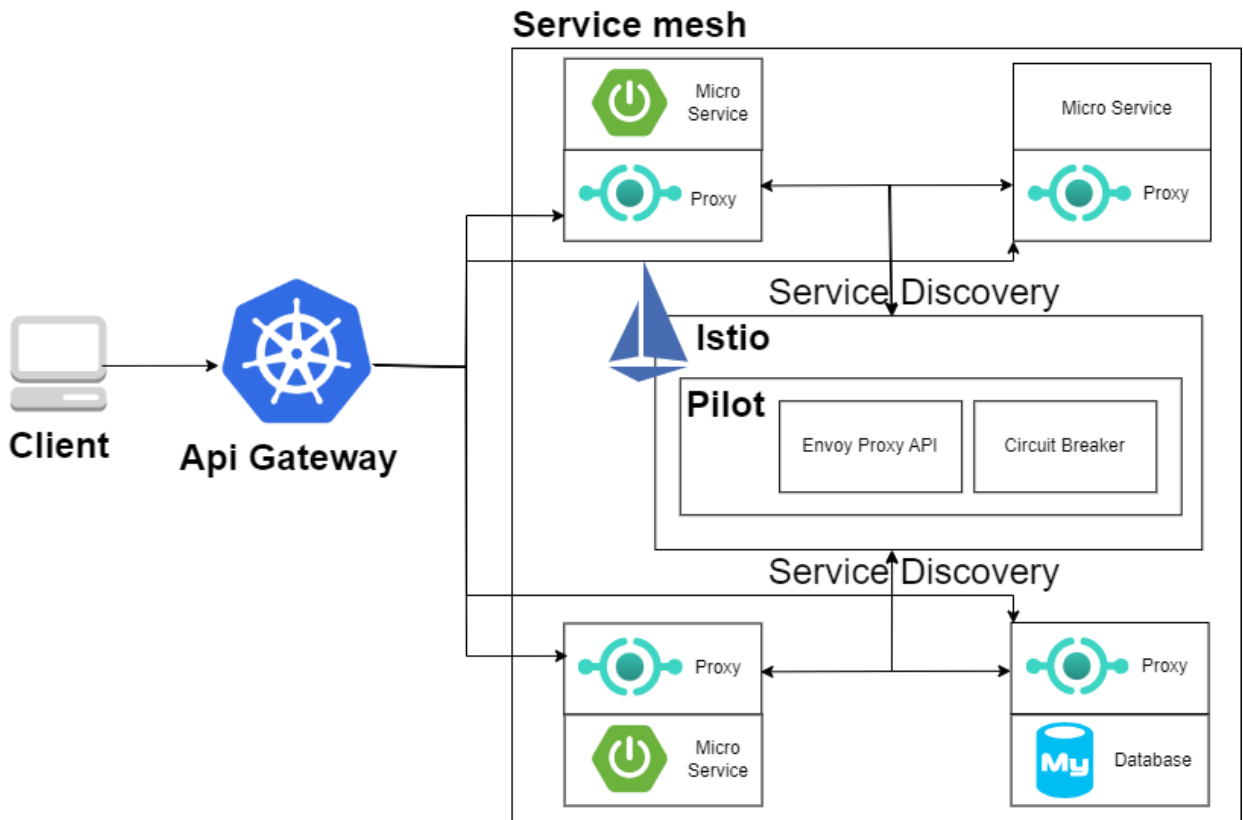 Service mesh
Micro
Service
Proxy
Micro Service
Proxy
Service Discovery
Istio
Pilot
Envoy Proxy API
Circuit Breaker
Client
Api Gateway
Service Discovery
Proxy
Micro
Service
Proxy
My
Database